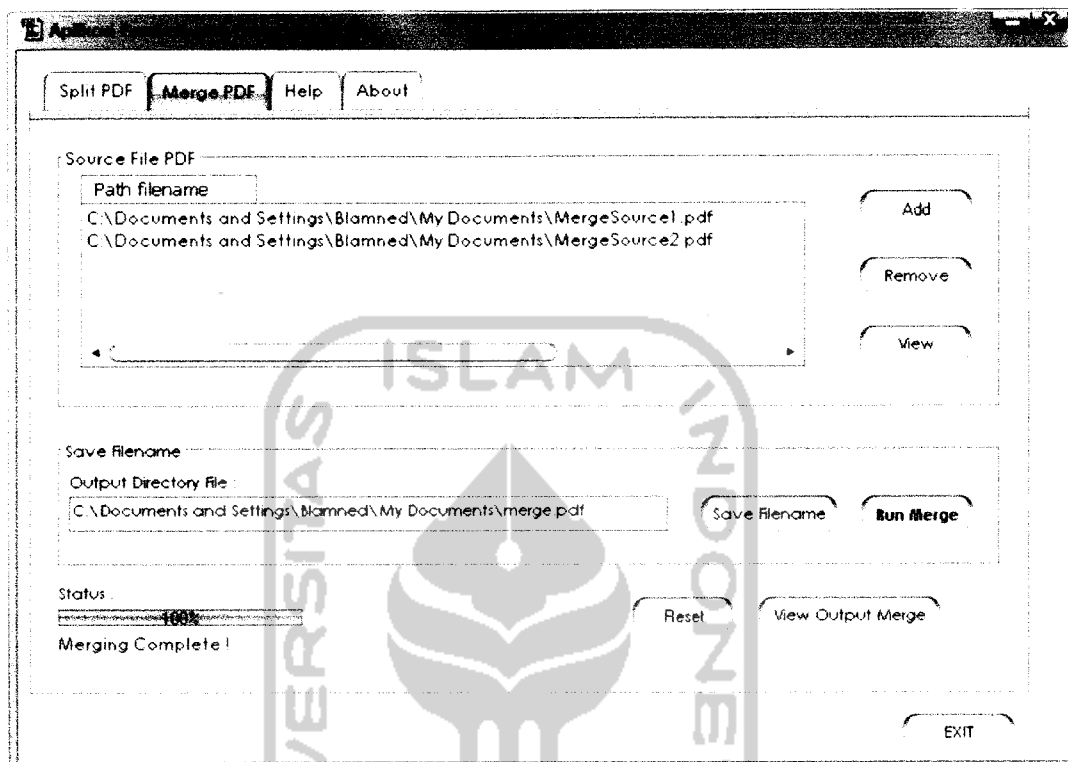 Split PDF Merge PDF Help About
Source File PDF
Path filename
C:\Documents and Settings\Blamned\My Documents\MergeSource1.pdf
C:\Documents and Settings\Blamned\My Documents\MergeSource2.pdf
Add
Remove
View
Save Filename
Output Directory File :
C:\Documents and Settings\Blamned\My Documents\merge.pdf
Save Filename
Run Merge
Status :
100%
Merging Complete !
Reset
View Output Merge
EXIT
ISLAM
VERSITAS
INDONE